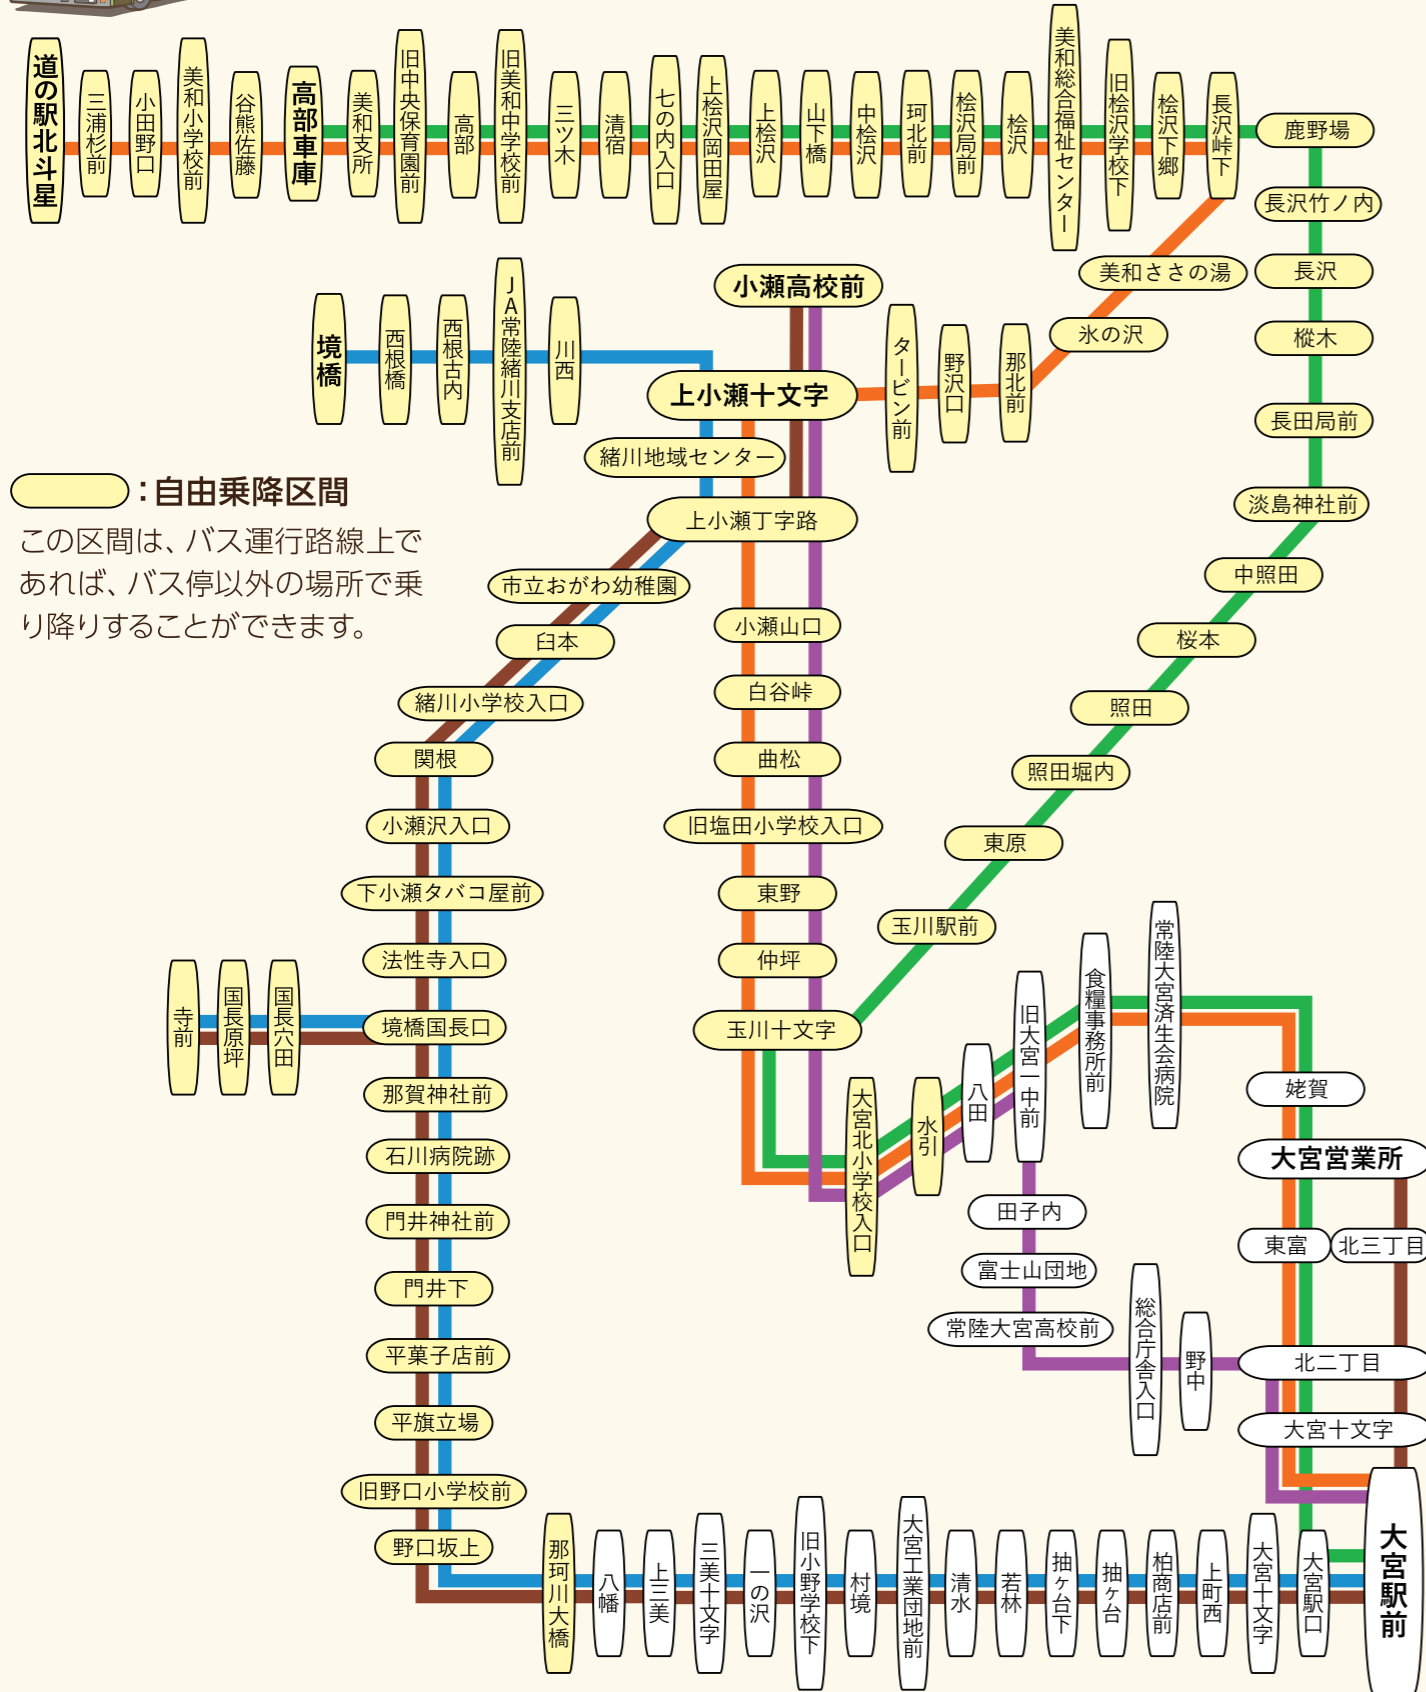 道の駅北斗星
三浦杉前
小田野口
美和小学校前
谷熊佐藤
高部車庫
美和支所
旧中央保育園前
高部
旧美和中学校前
三ツ木
清宿
七の内入口
上桧沢岡田屋
上桧沢
山下橋
中桧沢
珂北前
桧沢局前
桧沢
美和総合福祉センター
旧桧沢学校下
桧沢下郷
長沢峠下
鹿野場
長沢竹ノ内
長沢
樅木
長田局前
淡島神社前
中照田
桜本
照田
照田堀内
東原
玉川駅前
美和ささの湯
氷の沢
那北前
野沢口
タービン前
小瀬高校前
上小瀬十文字
境橋
西根橋
西根古内
JA常陸緒川支店前
川西
緒川地域センター
上小瀬丁字路
:自由乗降区間
この区間は、バス運行路線上で
あれば、バス停以外の場所で乗
り降りすることができます。
市立おがわ幼稚園
臼本
緒川小学校入口
関根
小瀬沢入口
下小瀬タバコ屋前
法性寺入口
境橋国長口
寺前
国長原坪
国長穴田
那賀神社前
石川病院跡
門井神社前
門井下
平菓子店前
平旗立場
旧野口小学校前
野口坂上
小瀬山口
白谷峠
曲松
旧塩田小学校入口
東野
仲坪
玉川十文字
大宮北小学校入口
水引
八田
旧大宮一中前
食糧事務所前
常陸大宮済生会病院
姥賀
大宮営業所
東富
北三丁目
田子内
富士山団地
常陸大宮高校前
総合庁舎入口
野中
北二丁目
大宮十文字
那珂川大橋
八幡
上三美
三美十文字
一の沢
旧小野学校下
村境
大宮工業団地前
清水
若林
抽ヶ台下
抽ヶ台
柏商店前
上町西
大宮十文字
大宮駅口
大宮駅前